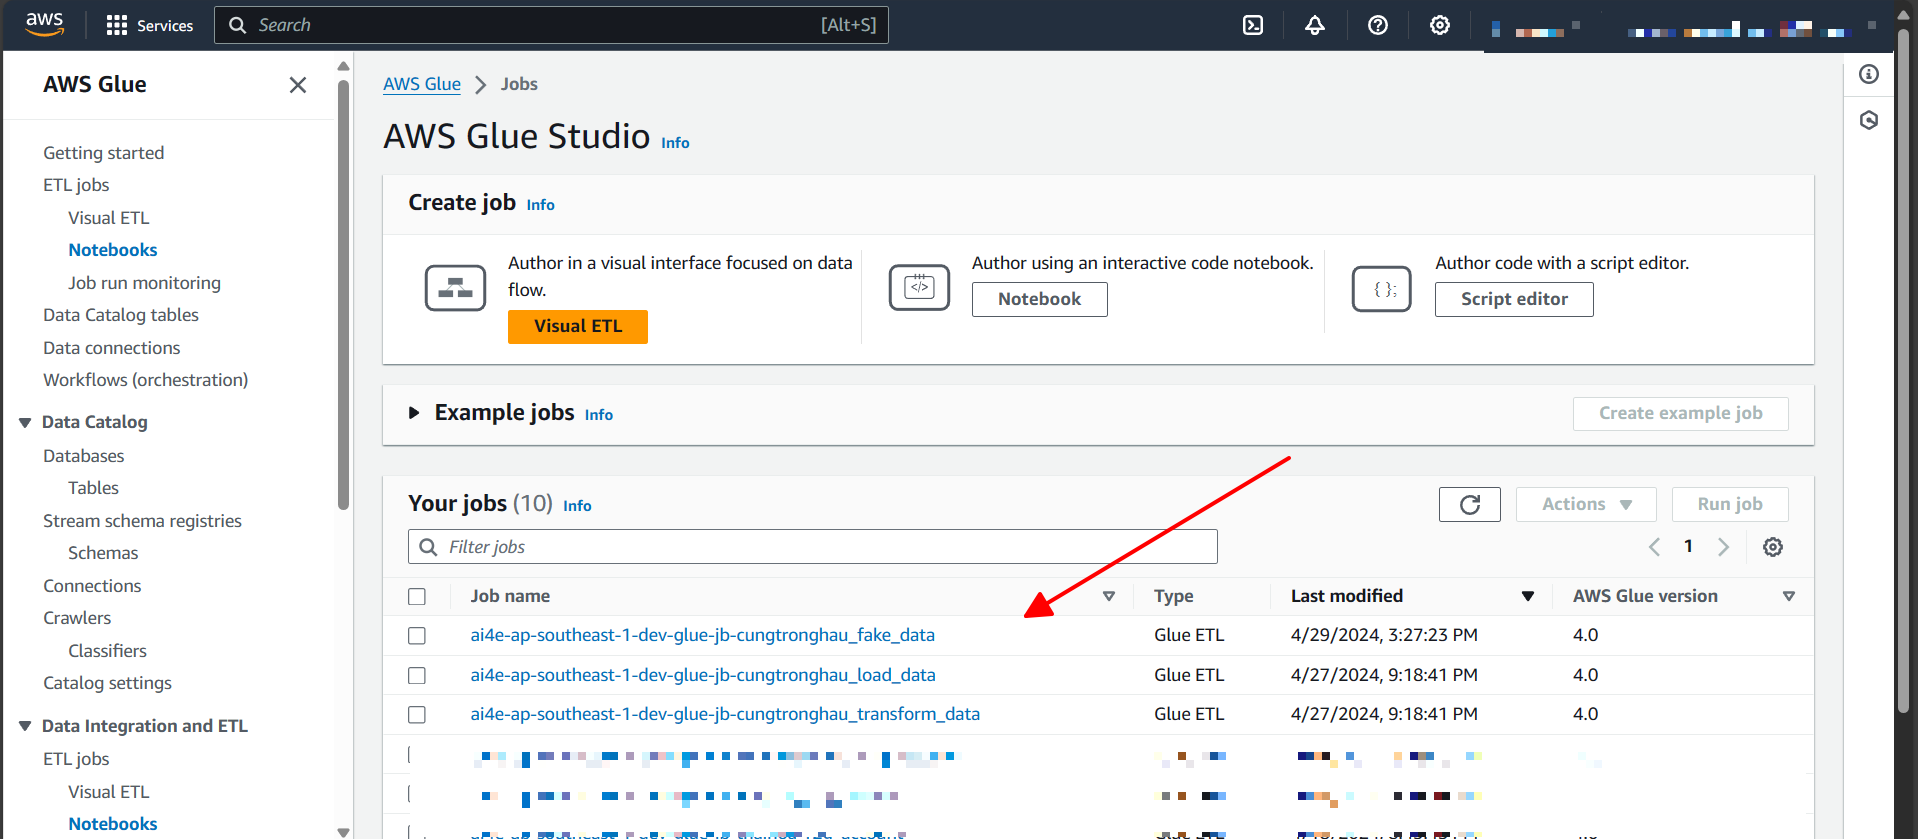 aws
Services
Search
[Alt+S]
AWS Glue
Getting started
ETL jobs
Visual ETL
Notebooks
Job run monitoring
Data Catalog tables
Data connections
Workflows (orchestration)
Data Catalog
Databases
Tables
Stream schema registries
Schemas
Connections
Crawlers
Classifiers
Catalog settings
Data Integration and ETL
ETL jobs
Visual ETL
Notebooks
AWS Glue > Jobs
AWS Glue Studio Info
Create job Info
Author in a visual interface focused on data
flow.
Visual ETL
Author using an interactive code notebook.
</>
Notebook
Author code with a script editor.
{ };
Script editor
Example jobs Info
Create example job
Your jobs (10) Info
Actions
Run job
Filter jobs
1
Job name Type Last modified AWS Glue version
ai4e-ap-southeast-1-dev-glue-jb-cungtronghau_fake_data Glue ETL 4/29/2024, 3:27:23 PM 4.0
ai4e-ap-southeast-1-dev-glue-jb-cungtronghau_load_data Glue ETL 4/27/2024, 9:18:41 PM 4.0
ai4e-ap-southeast-1-dev-glue-jb-cungtronghau_transform_data Glue ETL 4/27/2024, 9:18:41 PM 4.0